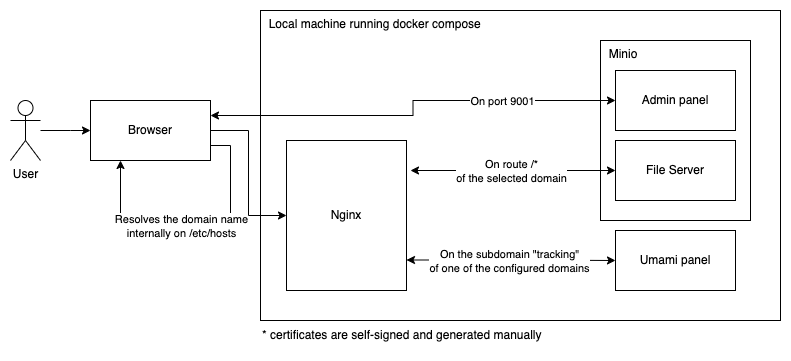 Local machine running docker compose
Minio
On port 9001
Admin panel
Browser
User
On route /*
of the selected domain
File Server
Nginx
Resolves the domain name
internally on /etc/hosts
On the subdomain "tracking"
of one of the configured domains
Umami panel
* certificates are self-signed and generated manually